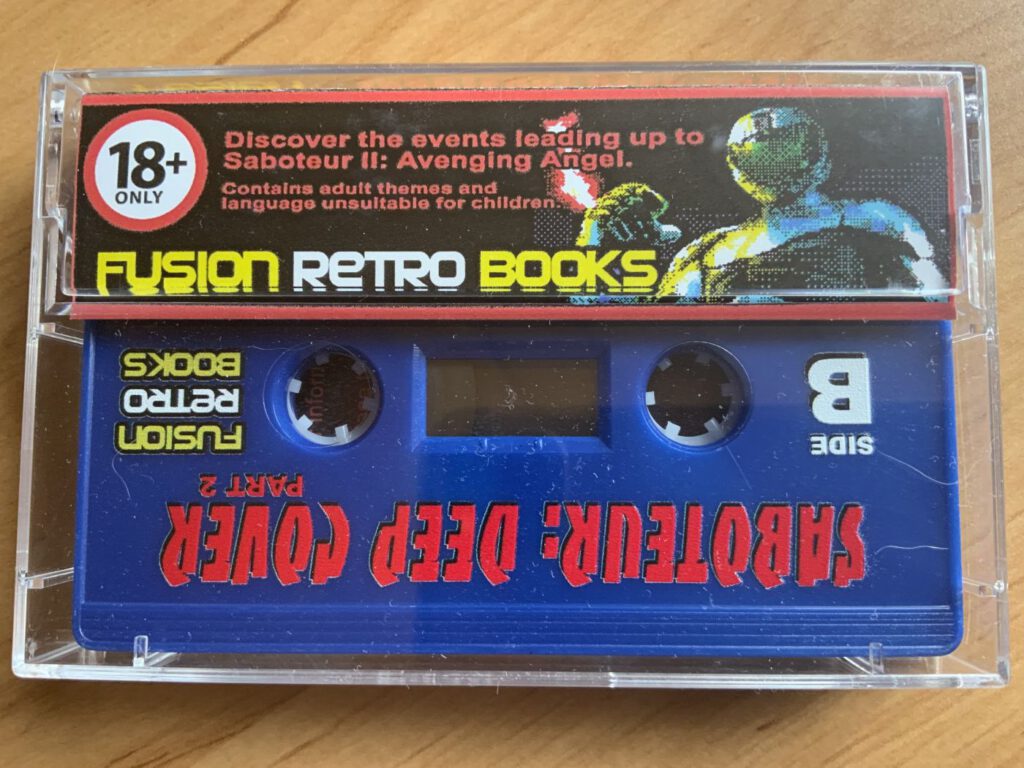 18+
ONLY
Discover the events leading up to
Saboteur II: Avenging Angel.
Contains adult themes and
language unsuitable for children.
FUSION RETRO BOOKS
SIDE
B
FUSION
RETRO
BOOKS
SABOTEUR: DEEP COVER
PART 2